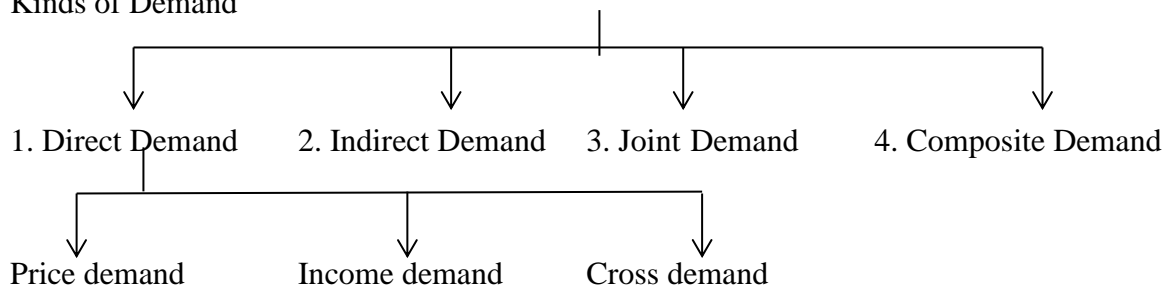 Kinds of Demand
1. Direct Demand 2. Indirect Demand 3. Joint Demand 4. Composite Demand
Price demand Income demand Cross demand